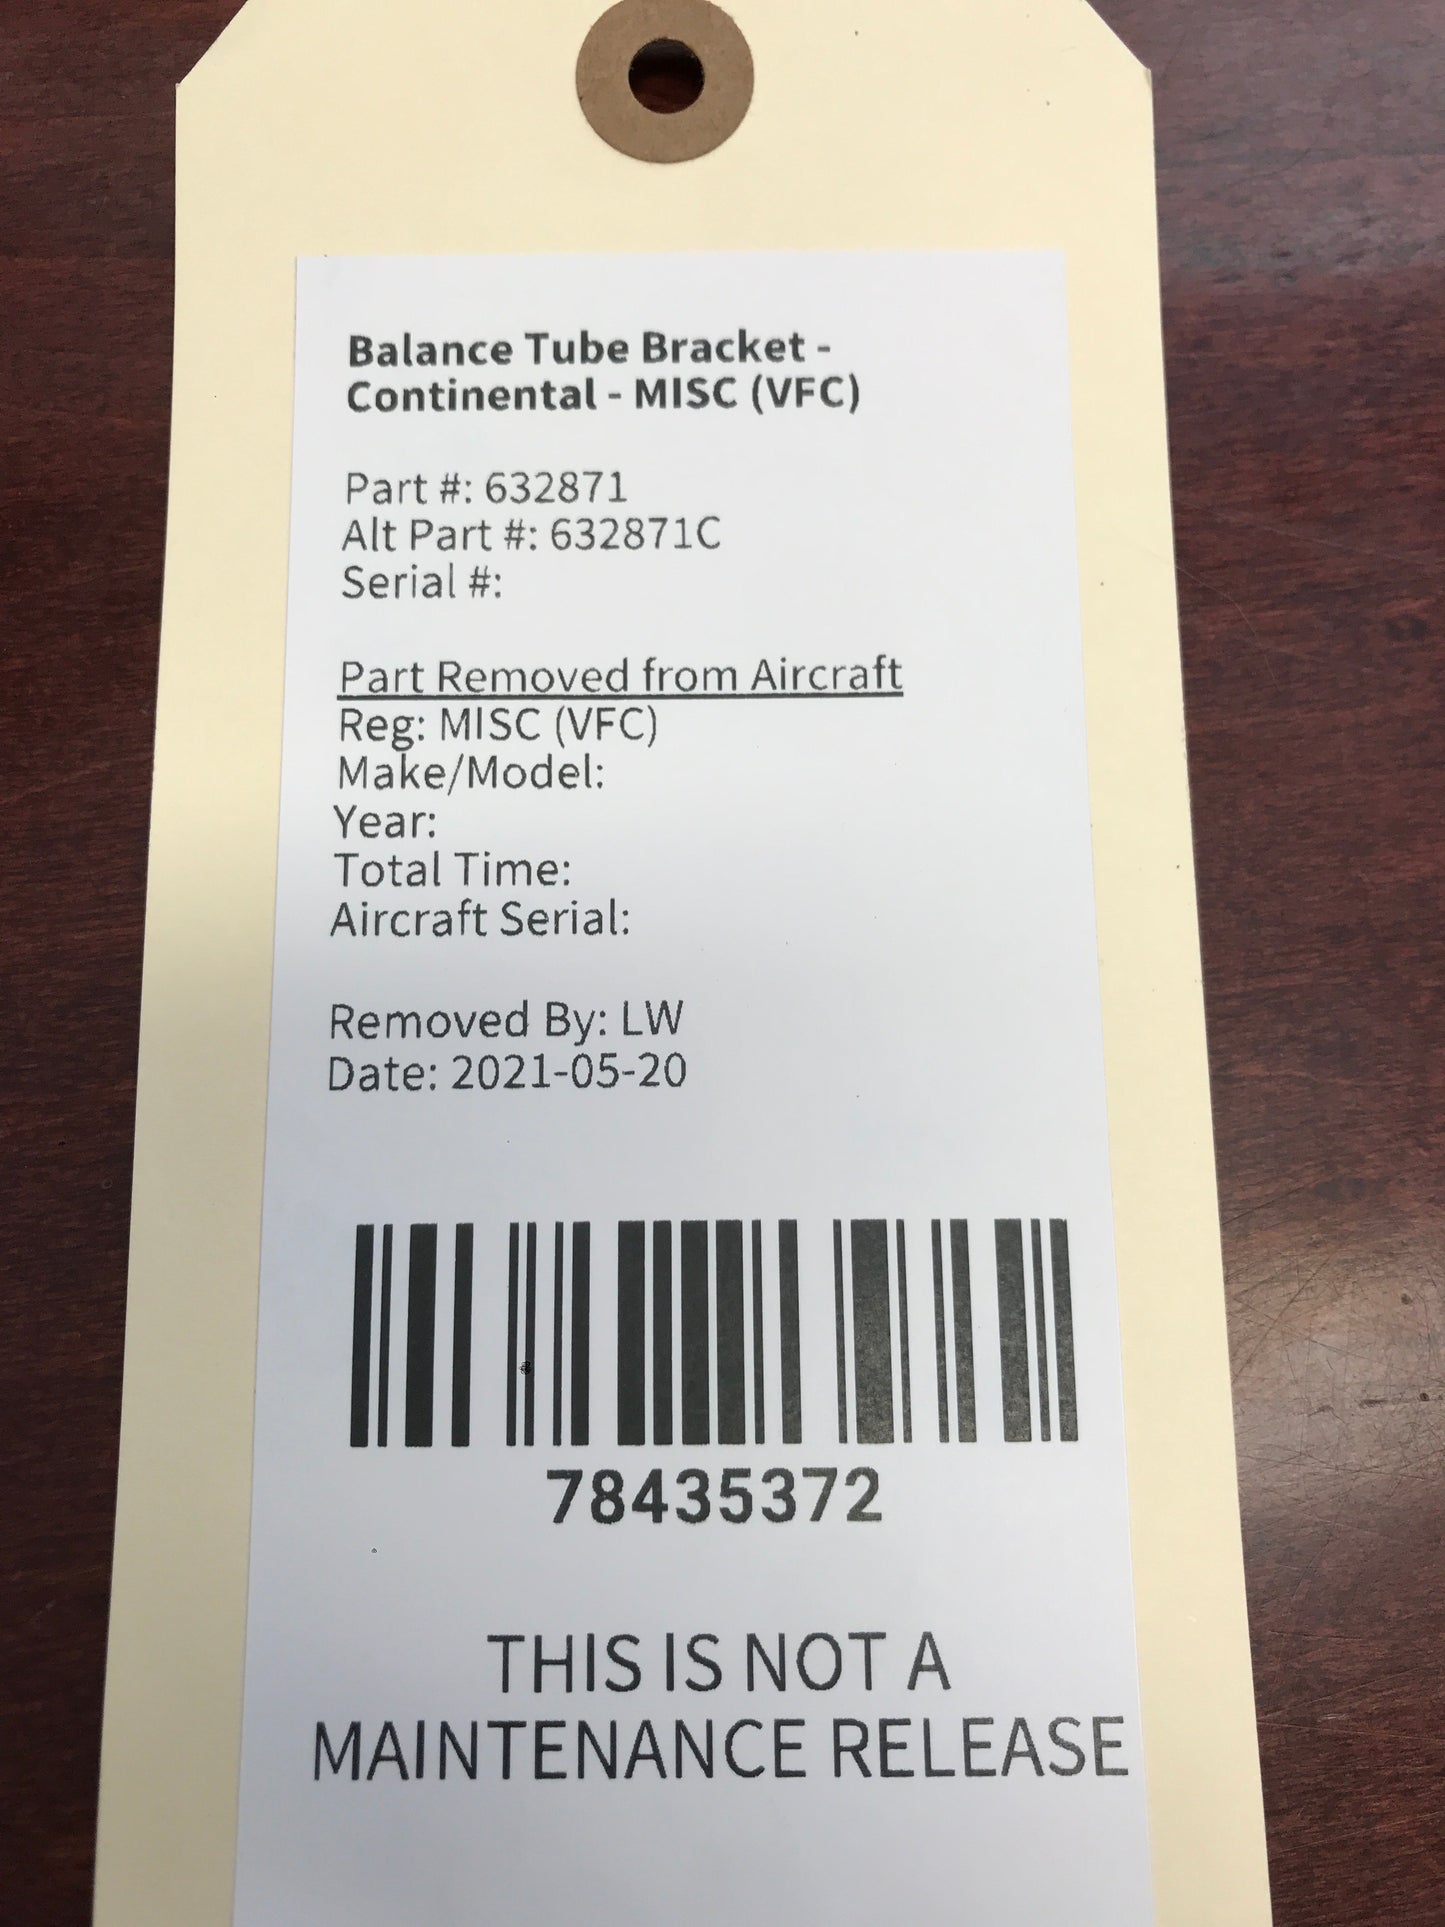 Balance Tube Bracket -
Continental - MISC (VFC)
Part #: 632871
Alt Part #: 632871C
Serial #:
Part Removed from Aircraft
Reg: MISC (VFC)
Make/Model:
Year:
Total Time:
Aircraft Serial:
Removed By: LW
Date: 2021-05-20
78435372
THIS IS NOT A
MAINTENANCE RELEASE